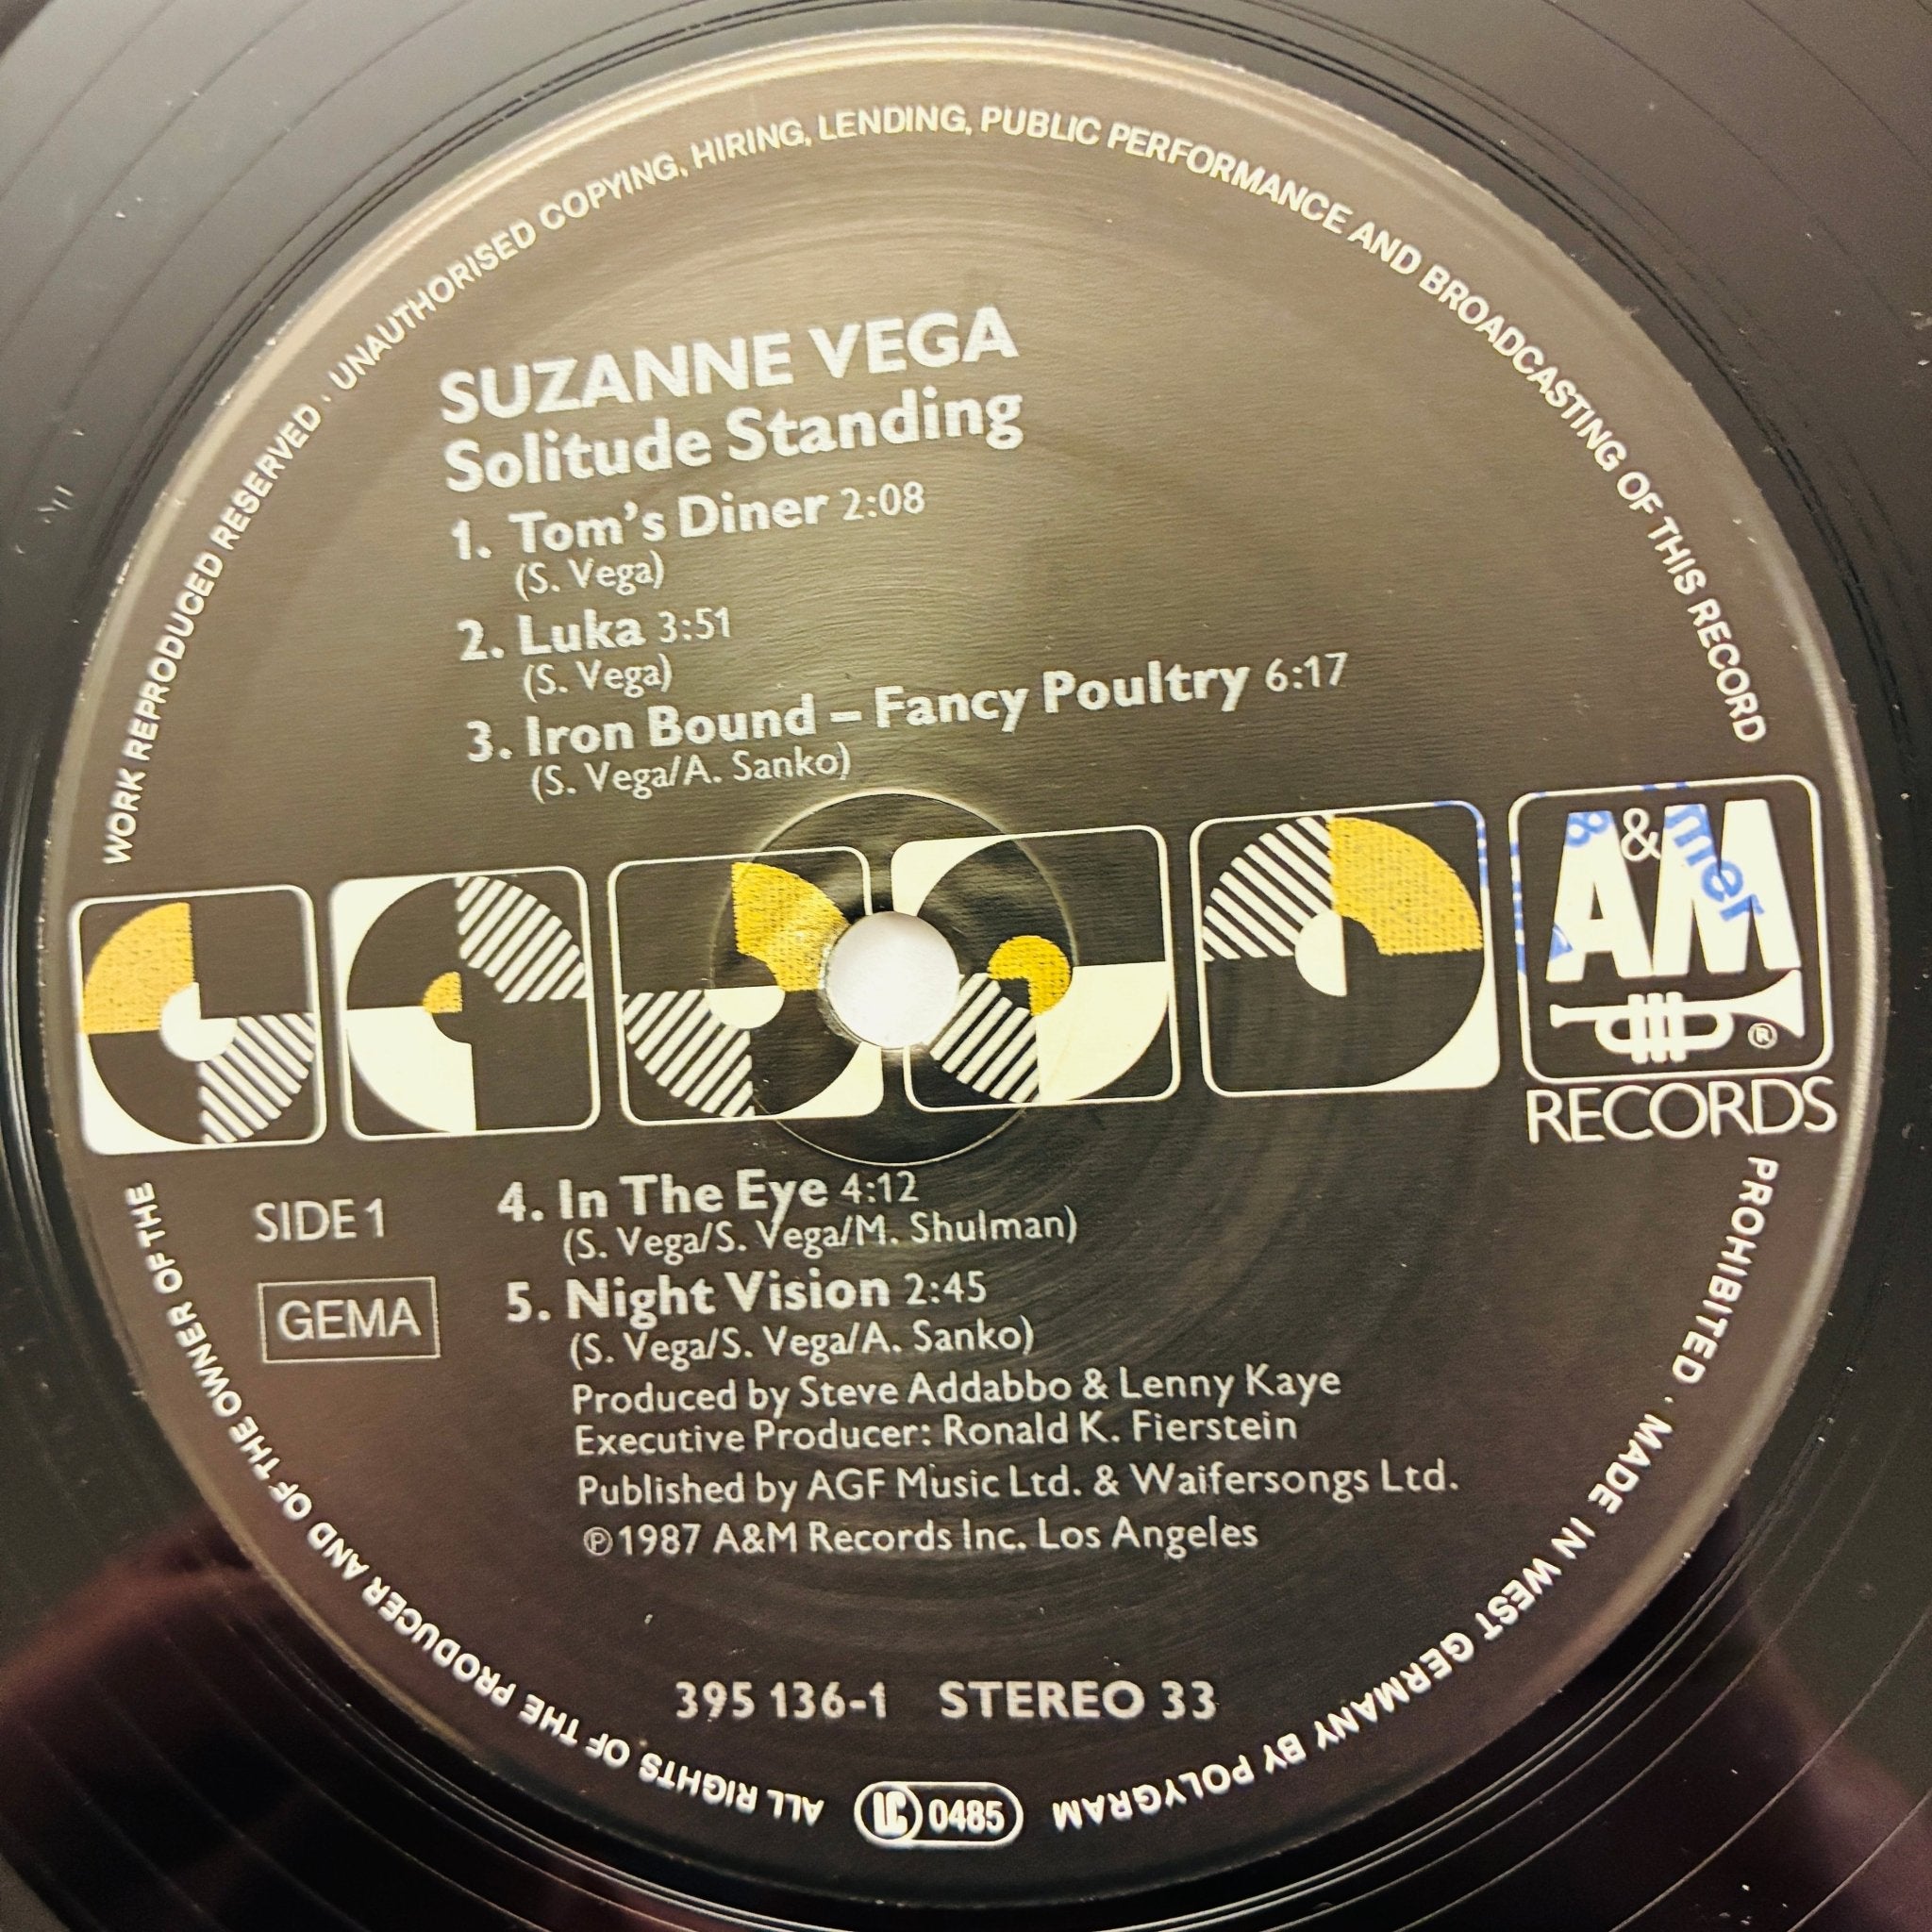 WORK REPRODUCED RESERVED . UNAUTHORISED COPYING, HIRING, LENDING, PUBLIC PERFORMANCE AND BROADCASTING OF THIS RECORD
SUZANNE VEGA
Solitude Standing
1. Tom's Diner 2:08
(S. Vega)
2. Luka 3:51
(S. Vega)
3. Iron Bound – Fancy Poultry 6:17
(S. Vega/A. Sanko)
A&M
®
RECORDS
SIDE 1
GEMA
4. In The Eye 4:12
(S. Vega/S. Vega/M. Shulman)
5. Night Vision 2:45
(S. Vega/S. Vega/A. Sanko)
Produced by Steve Addabbo & Lenny Kaye
Executive Producer: Ronald K. Fierstein
Published by AGF Music Ltd. & Waifersongs Ltd.
℗1987 A&M Records Inc. Los Angeles
395 136-1 STEREO 33
LC 0485
PROHIBITED . MADE IN WEST GERMANY BY POLYGRAM
ALL RIGHTS OF THE PRODUCER AND OF THE OWNER OF THE